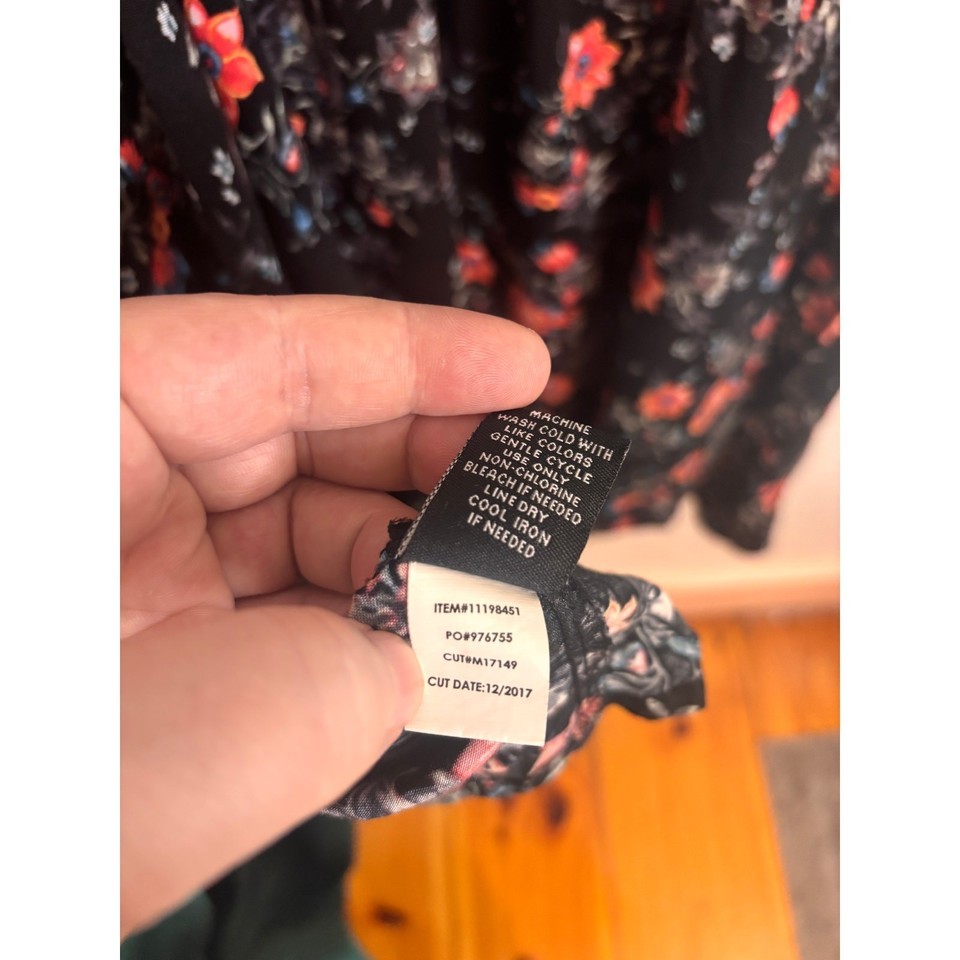 MACHINE
WASH COLD WITH
LIKE COLORS
GENTLE CYCLE
USE ONLY
NON-CHLORINE
BLEACH IF NEEDED
LINE DRY
COOL IRON
IF NEEDED
ITEM#11198451
PO#976755
CUT#M17149
CUT DATE:12/2017